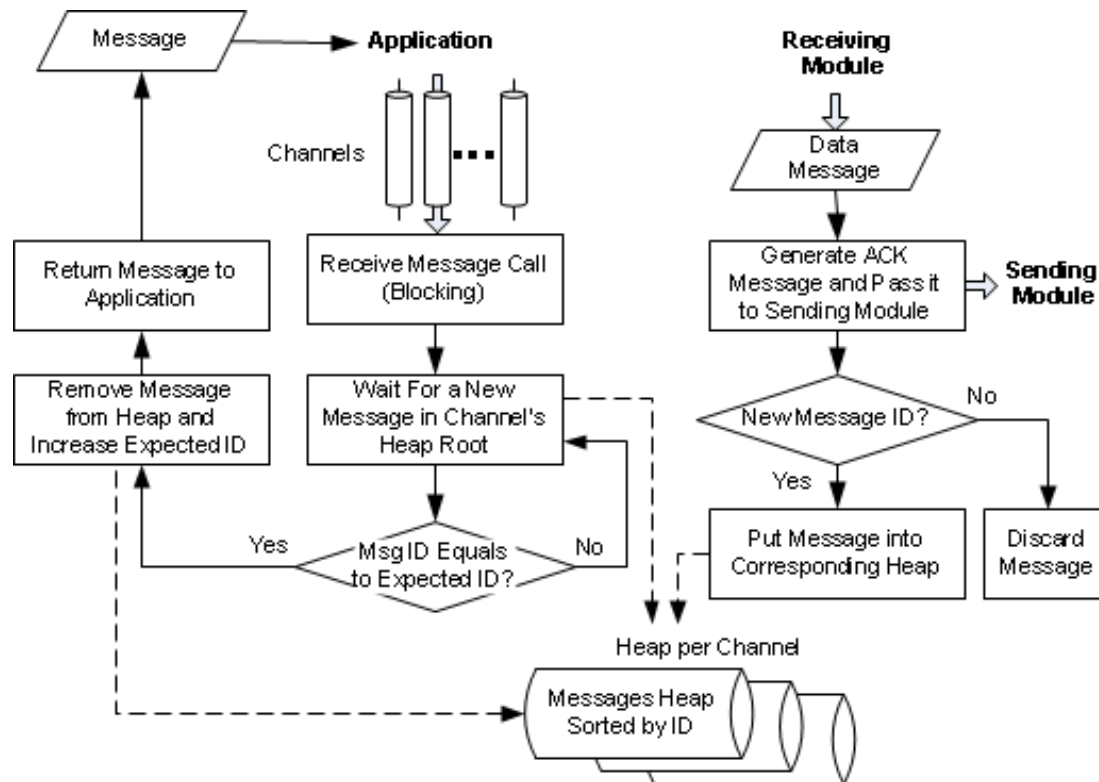 Message
Application
Receiving
Module
Channels
Data
Message
Return Message to
Application
Receive Message Call
(Blocking)
Generate ACK
Message and Pass it
to Sending Module
Sending
Module
Remove Message
from Heap and
Increase Expected ID
Wait For a New
Message in Channel's
Heap Root
New Message ID?
No
Yes
Yes
Msg ID Equals
to Expected ID?
No
Put Message into
Corresponding Heap
Discard
Message
Heap per Channel
Messages Heap
Sorted by ID